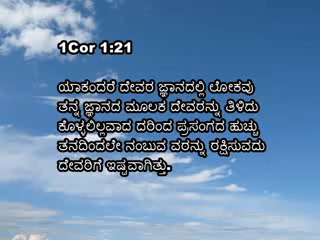 1Cor 1:21
ಯಾಕಂದರೆ ದೇವರ ಜ್ಞಾನದಲ್ಲಿ ಲೋಕವು
ತನ್ನ ಜ್ಞಾನದ ಮೂಲಕ ದೇವರನ್ನು ತಿಳಿದು
ಕೊಳ್ಳಲಿಲ್ಲವಾದ ದರಿಂದ ಪ್ರಸಂಗದ ಹುಚ್ಚು
ತನದಿಂದಲೇ ನಂಬುವ ವರನ್ನು ರಕ್ಷಿಸುವದು
ದೇವರಿಗೆ ಇಷ್ಟವಾಗಿತ್ತು.